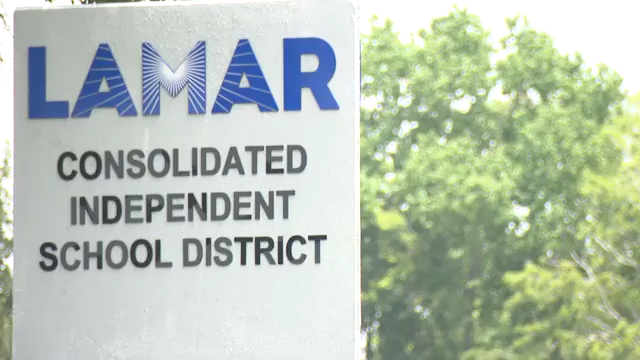 LAMAR
CONSOLIDATED
INDEPENDENT
SCHOOL DISTRICT